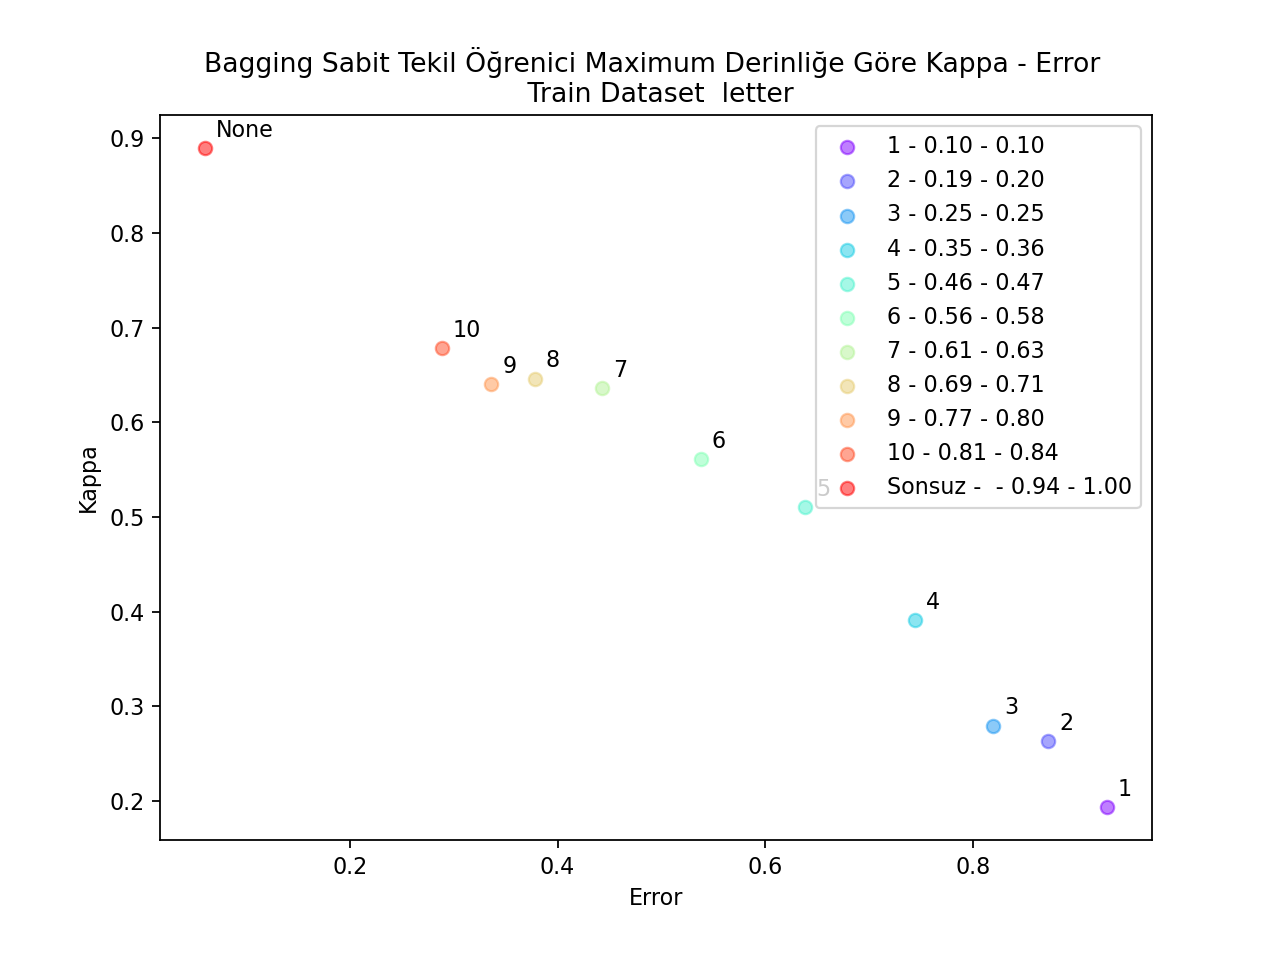 Bagging Sabit Tekil Öğrenici Maximum Derinliğe Göre Kappa - Error
Train Dataset  letter
None
1 - 0.10 - 0.10
2 - 0.19 - 0.20
3 - 0.25 - 0.25
4 - 0.35 - 0.36
5 - 0.46 - 0.47
6 - 0.56 - 0.58
7 - 0.61 - 0.63
8 - 0.69 - 0.71
9 - 0.77 - 0.80
10 - 0.81 - 0.84
Sonsuz -  - 0.94 - 1.00
10
9
8
7
6
5
4
3
2
1
0.9
0.8
0.7
0.6
0.5
0.4
0.3
0.2
Kappa
0.2
0.4
0.6
0.8
Error